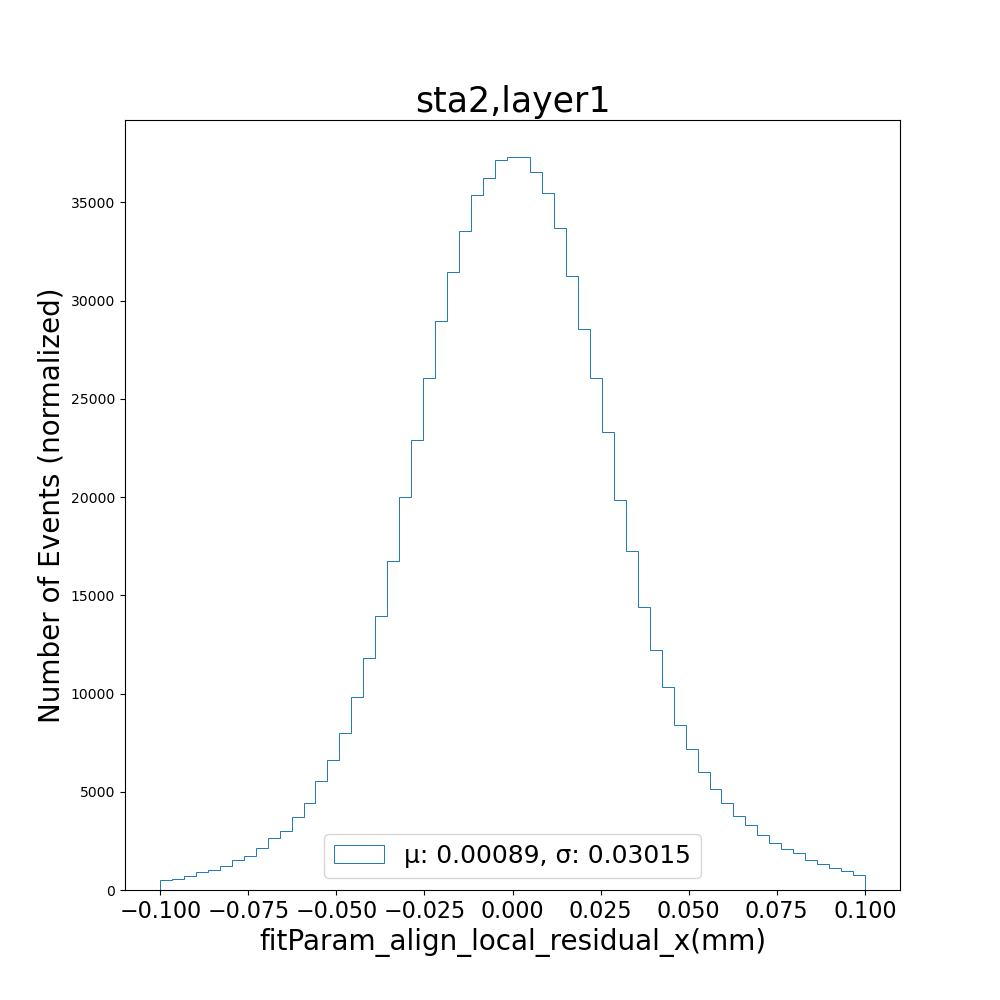 sta2,layer1
Number of Events (normalized)
35000
30000
25000
20000
15000
10000
5000
0
μ: 0.00089, σ: 0.03015
−0.100 −0.075 −0.050 −0.025 0.000 0.025 0.050 0.075 0.100
fitParam_align_local_residual_x(mm)